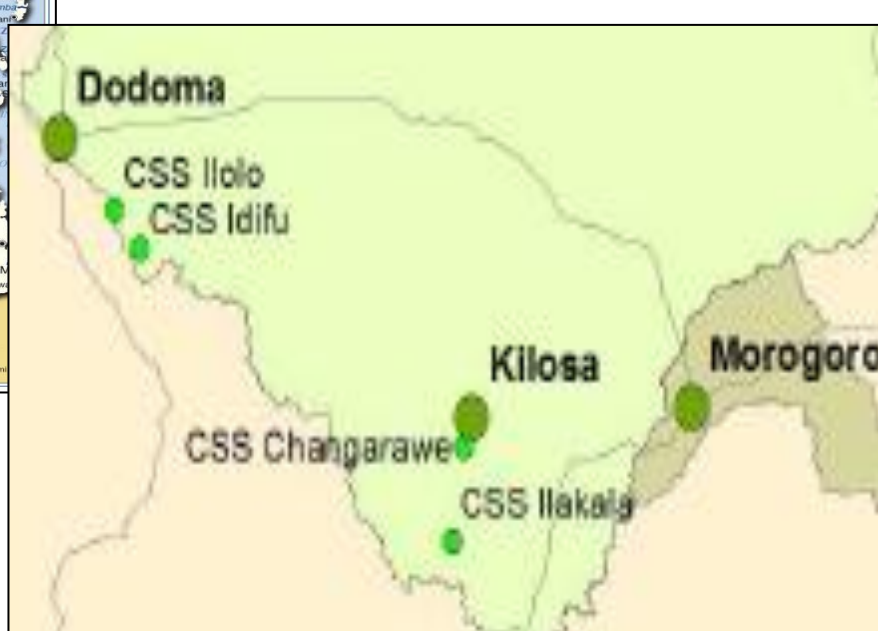 Dodoma
CSS Ilolo
CSS Idifu
Kilosa
Morogoro
CSS Changarawe
CSS Ilakala